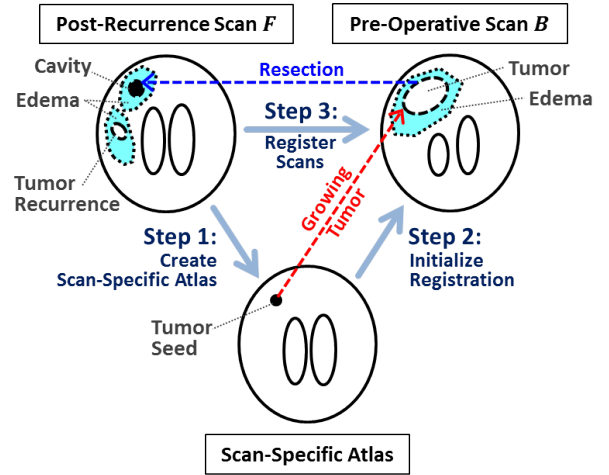 Post-Recurrence Scan F
Pre-Operative Scan B
Cavity
Edema
Tumor
Recurrence
Resection
Tumor
Edema
Step 3:
Register
Scans
Growing
Tumor
Step 1:
Create
Scan-Specific Atlas
Step 2:
Initialize
Registration
Tumor
Seed
Scan-Specific Atlas